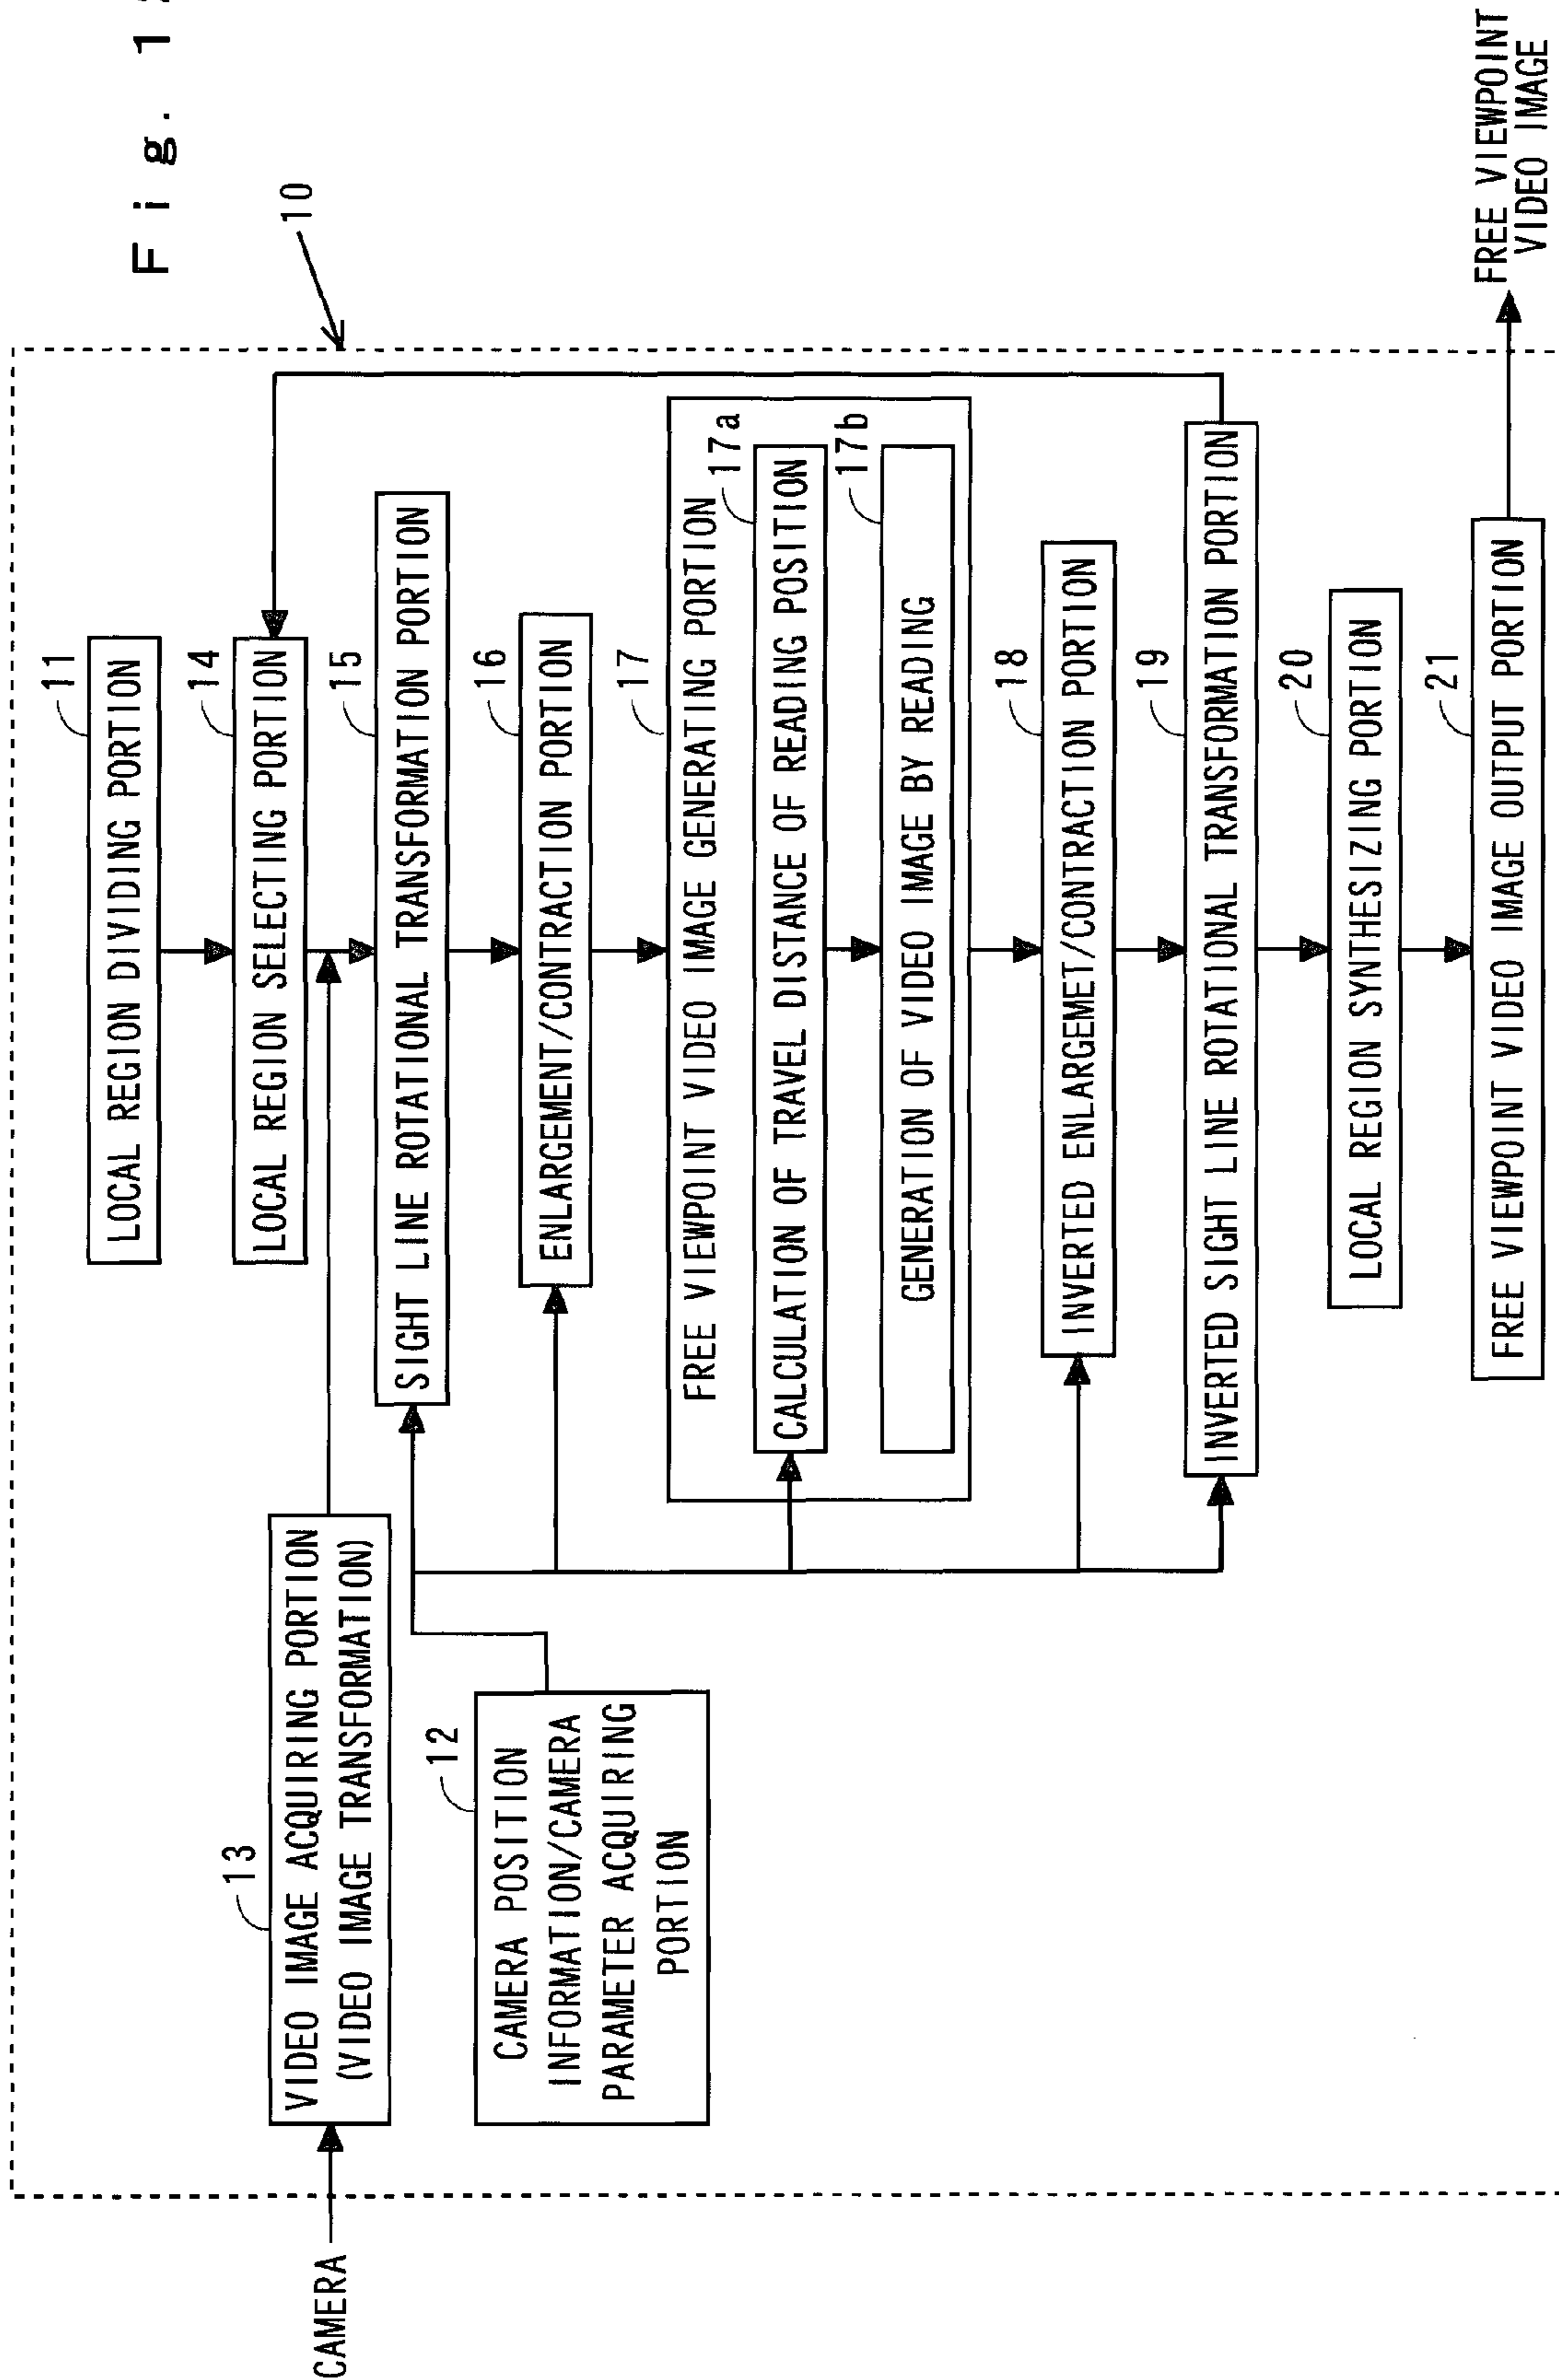 Fig. 1
10
CAMERA
13
VIDEO IMAGE ACQUIRING PORTION
(VIDEO IMAGE TRANSFORMATION)
12
CAMERA POSITION
INFORMATION/CAMERA
PARAMETER ACQUIRING
PORTION
11
LOCAL REGION DIVIDING PORTION
14
LOCAL REGION SELECTING PORTION
15
SIGHT LINE ROTATIONAL TRANSFORMATION PORTION
16
ENLARGEMENT/CONTRACTION PORTION
17
FREE VIEWPOINT VIDEO IMAGE GENERATING PORTION
17a
CALCULATION OF TRAVEL DISTANCE OF READING POSITION
17b
GENERATION OF VIDEO IMAGE BY READING
18
INVERTED ENLARGEMET/CONTRACTION PORTION
19
INVERTED SIGHT LINE ROTATIONAL TRANSFORMATION PORTION
20
LOCAL REGION SYNTHESIZING PORTION
21
FREE VIEWPOINT VIDEO IMAGE OUTPUT PORTION
FREE VIEWPOINT
VIDEO IMAGE